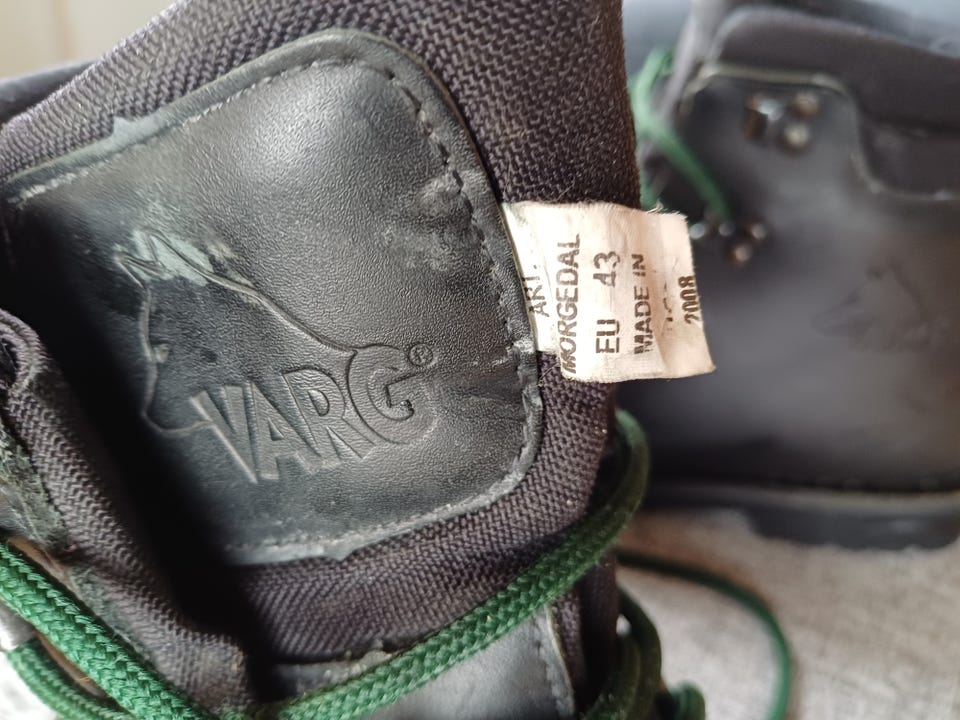 VARG®
ART.
MORGEDAL
EU 43
MADE IN
2008